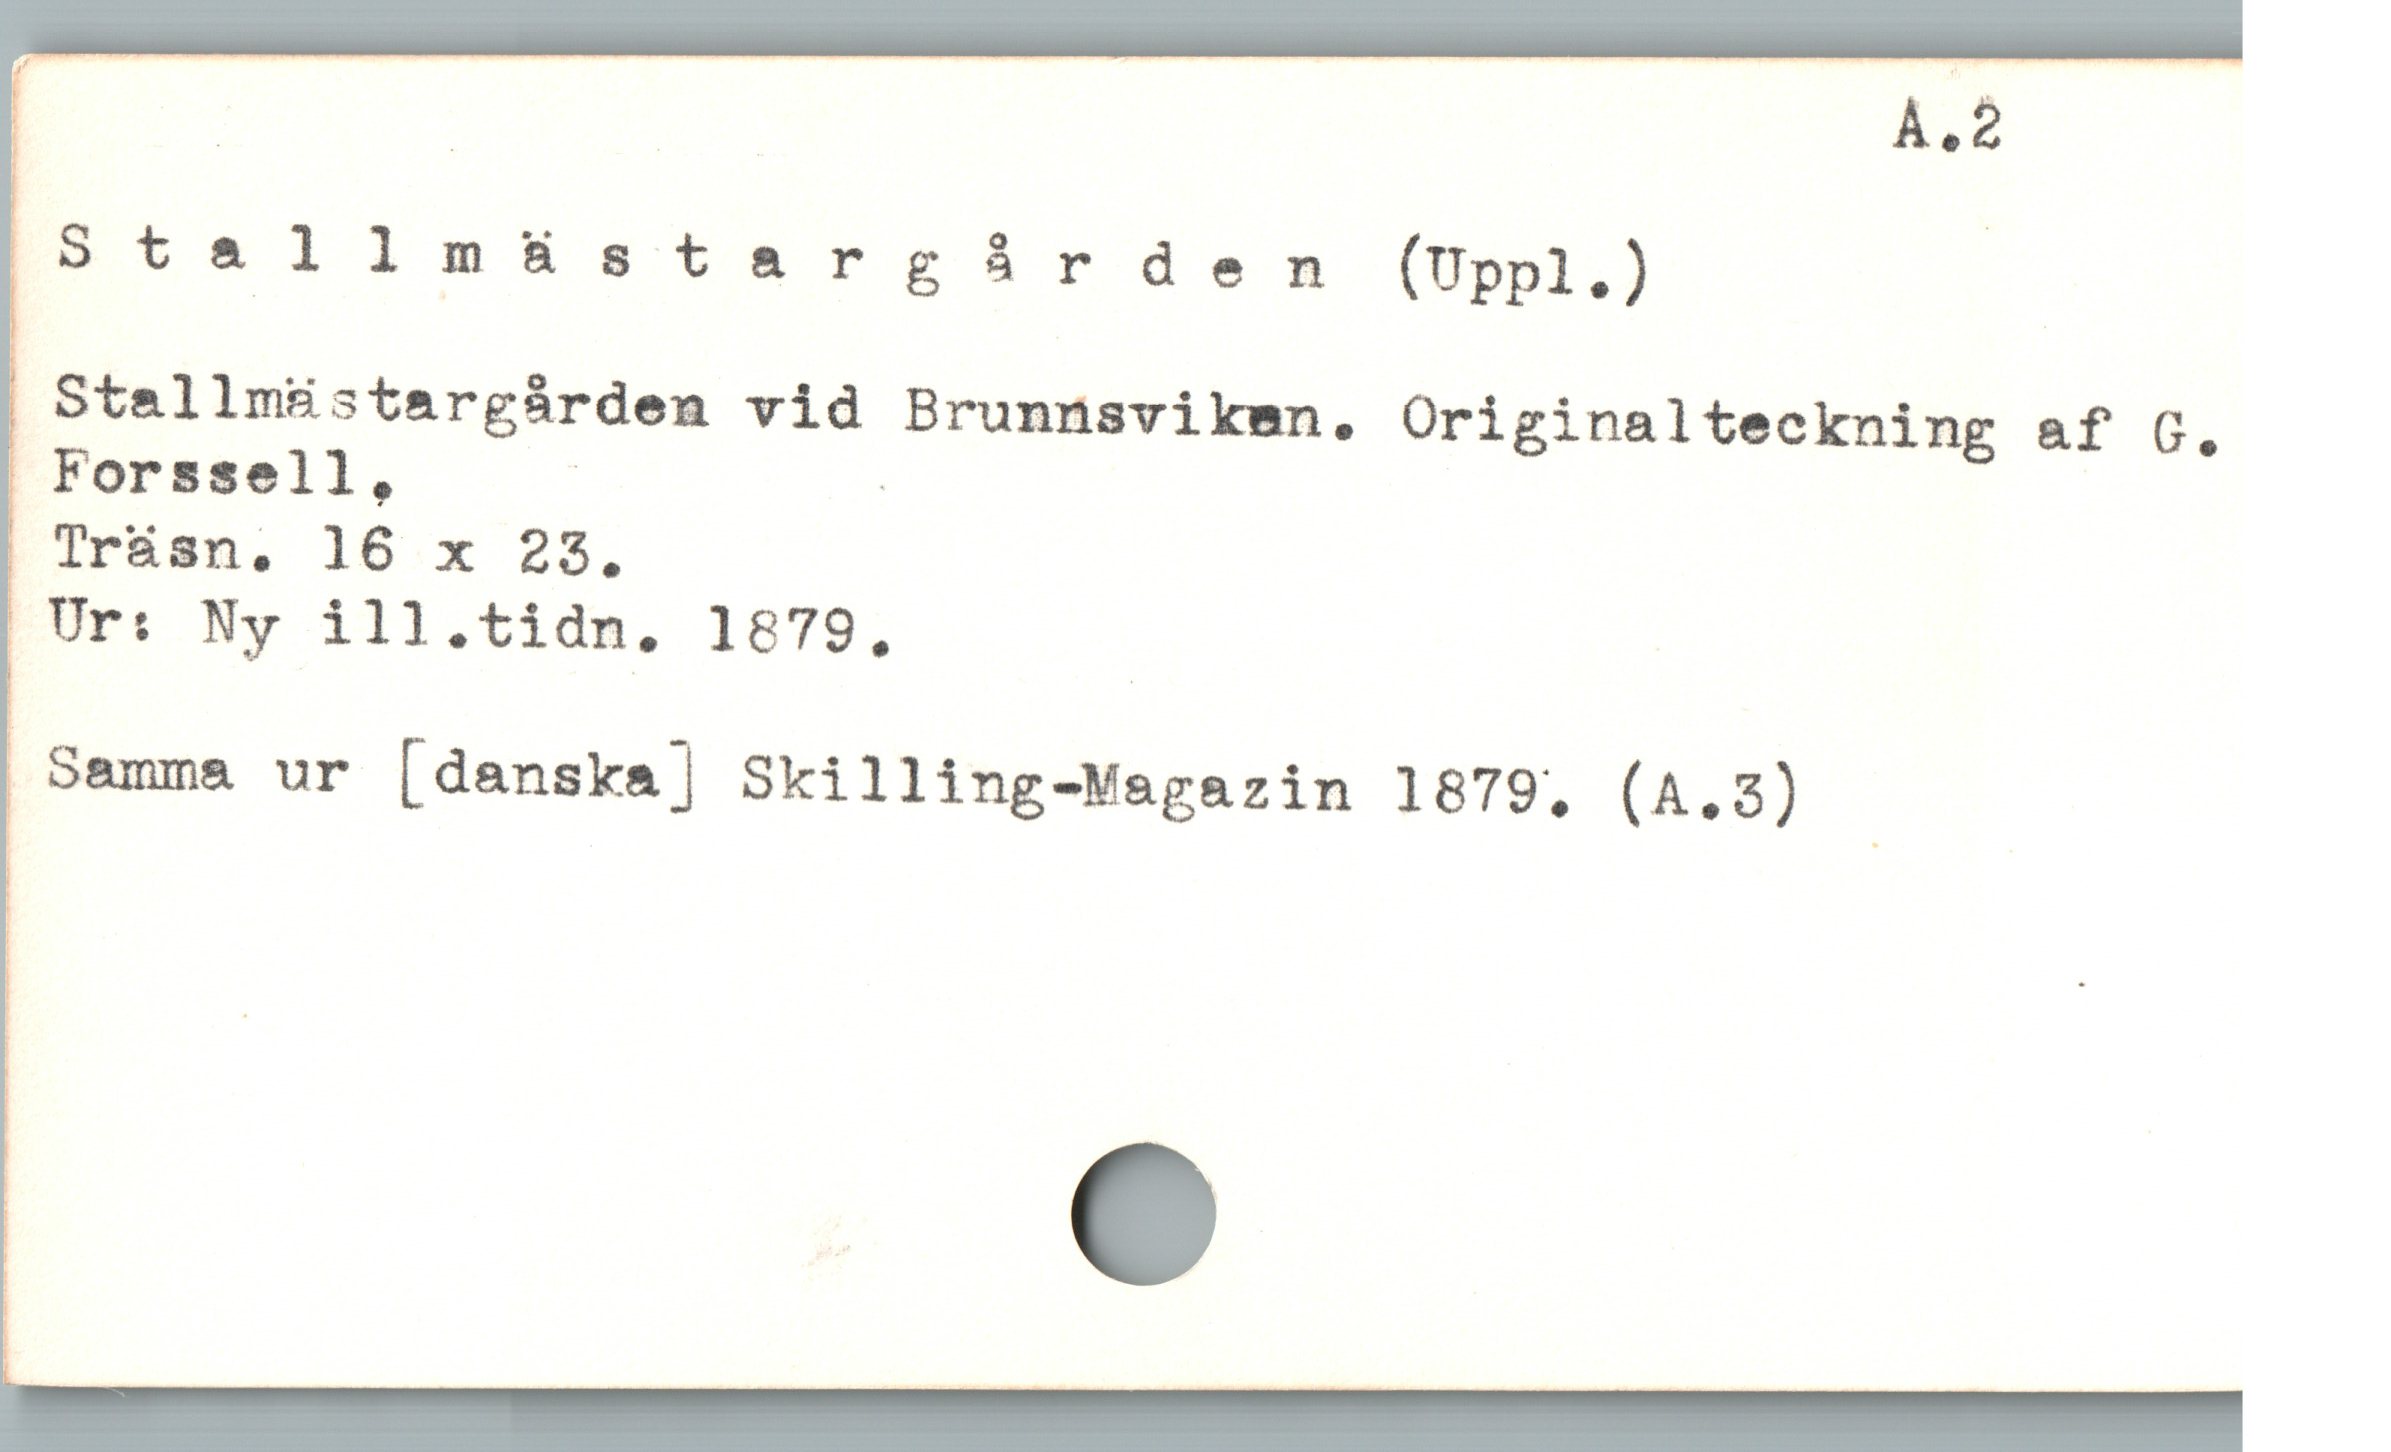 A.2
S t a l l m ä s t a r g å r d e n (Uppl.)
Stallmästargården vid Brunnsviken. Originalteckning af G.
Forssell.
Träsn. 16 x 23.
Ur: Ny ill.tidn. 1879.
Samma ur [danska] Skilling-Magazin 1879. (A.3)